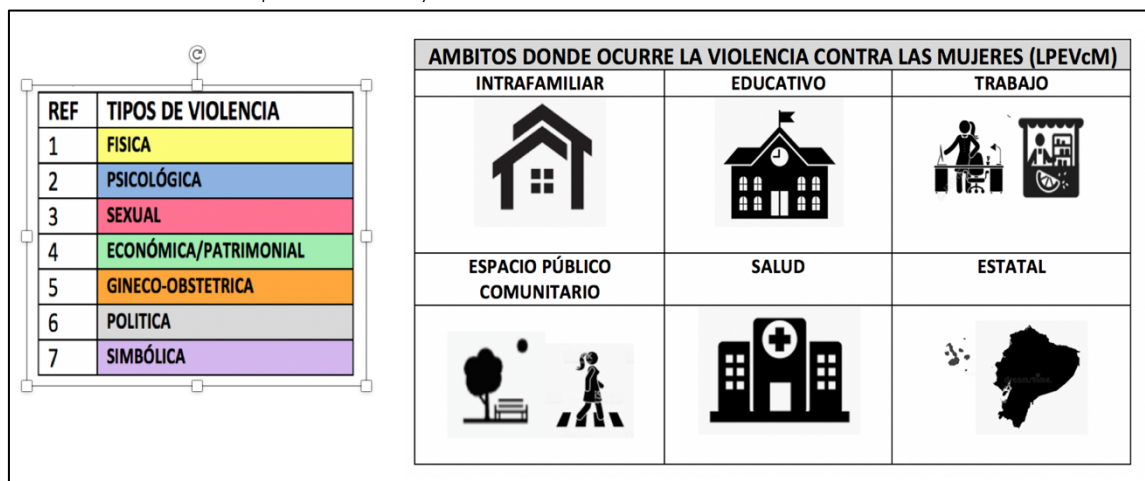 REF TIPOS DE VIOLENCIA
1 FISICA
2 PSICOLÓGICA
3 SEXUAL
4 ECONÓMICA/PATRIMONIAL
5 GINECO-OBSTETRICA
6 POLITICA
7 SIMBÓLICA
AMBITOS DONDE OCURRE LA VIOLENCIA CONTRA LAS MUJERES (LPEVcM)
INTRAFAMILIAR EDUCATIVO TRABAJO
ESPACIO PÚBLICO COMUNITARIO SALUD ESTATAL